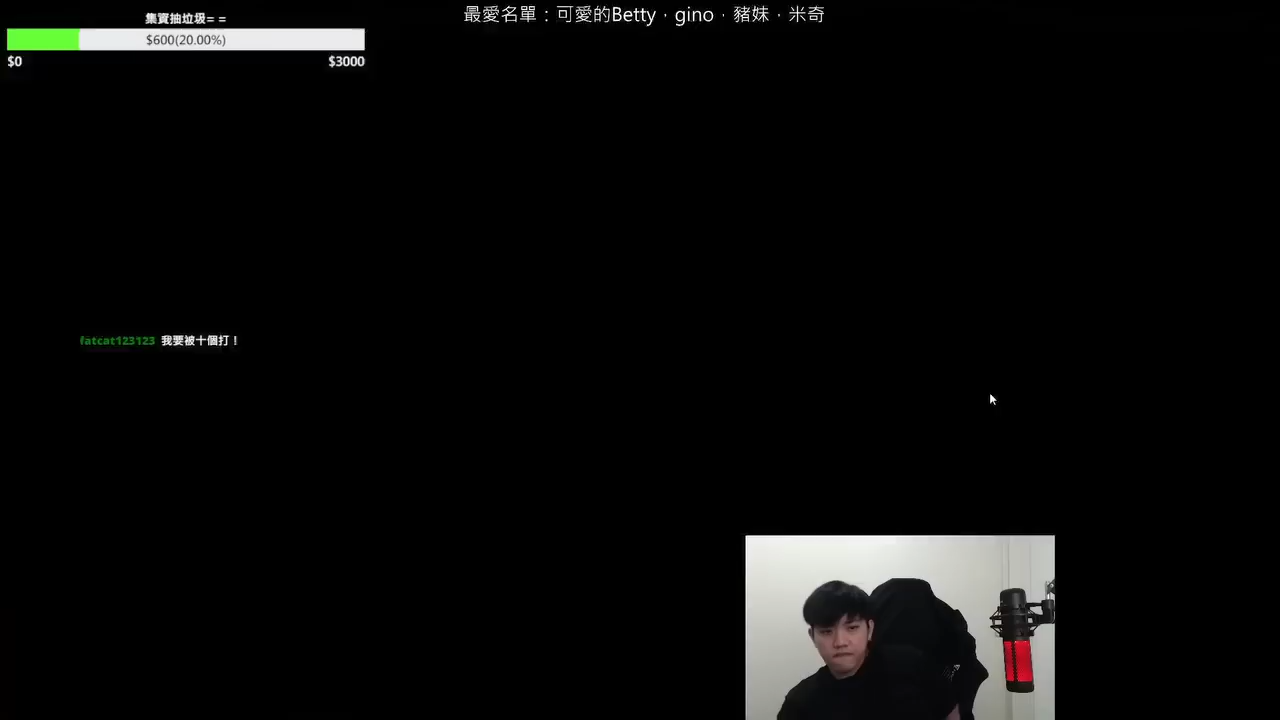 集資抽垃圾= =
$600(20.00%)
$0 $3000
最愛名單：可愛的Betty，gino，豬妹，米奇
fatcat123123 我要被十個打！